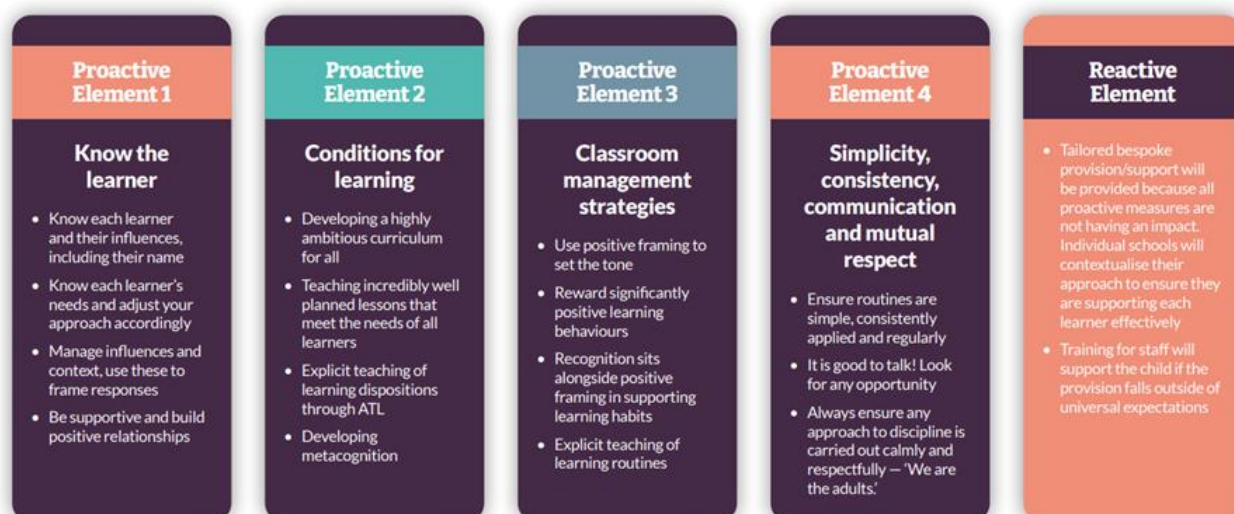 Proactive
Element 1
Know the
learner
• Know each learner
and their influences,
including their name
• Know each learner's
needs and adjust your
approach accordingly
• Manage influences and
context, use these to
frame responses
• Be supportive and build
positive relationships
Proactive
Element 2
Conditions for
learning
• Developing a highly
ambitious curriculum
for all
• Teaching incredibly well
planned lessons that
meet the needs of all
learners
• Explicit teaching of
learning dispositions
through ATL
• Developing
metacognition
Proactive
Element 3
Classroom
management
strategies
• Use positive framing to
set the tone
• Reward significantly
positive learning
behaviours
• Recognition sits
alongside positive
framing in supporting
learning habits
• Explicit teaching of
learning routines
Proactive
Element 4
Simplicity,
consistency,
communication
and mutual
respect
• Ensure routines are
simple, consistently
applied and regularly
• It is good to talk! Look
for any opportunity
• Always ensure any
approach to discipline is
carried out calmly and
respectfully — 'We are
the adults.'
Reactive
Element
• Tailored bespoke
provision/support will
be provided because all
proactive measures are
not having an impact.
Individual schools will
contextualise their
approach to ensure they
are supporting each
learner effectively
• Training for staff will
support the child if the
provision falls outside of
universal expectations